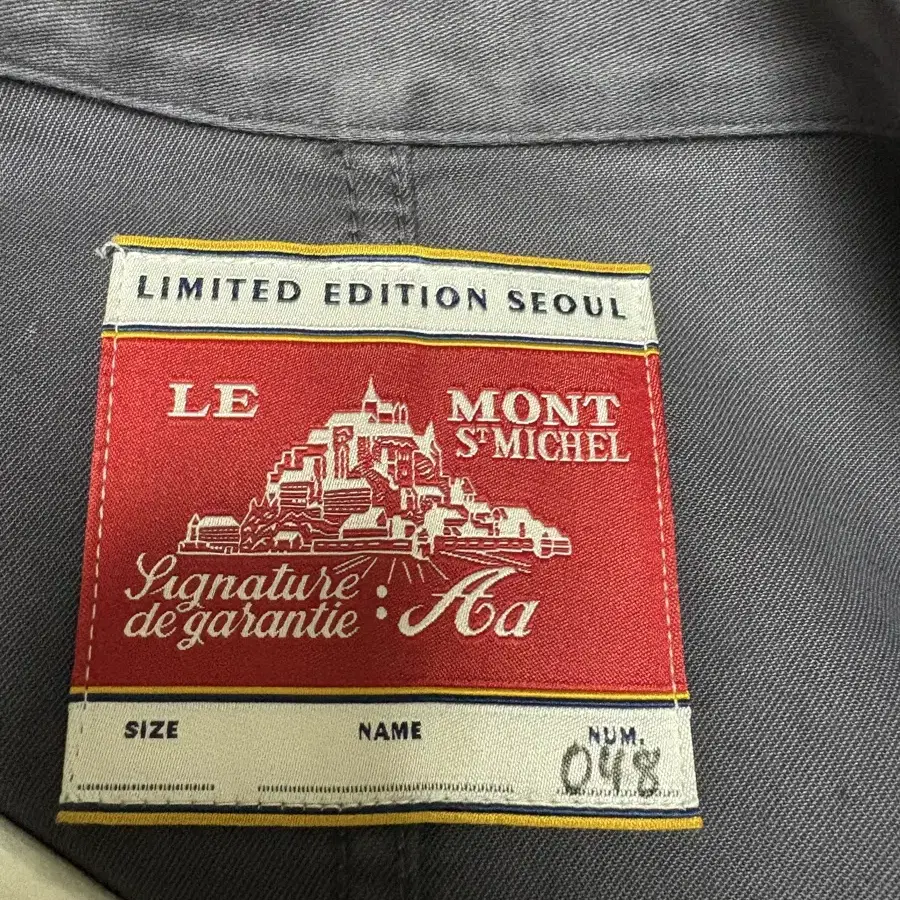 LIMITED EDITION SEOUL
LE MONT
ST MICHEL
Signature
de garantie : Aa
SIZE NAME NUM.
048